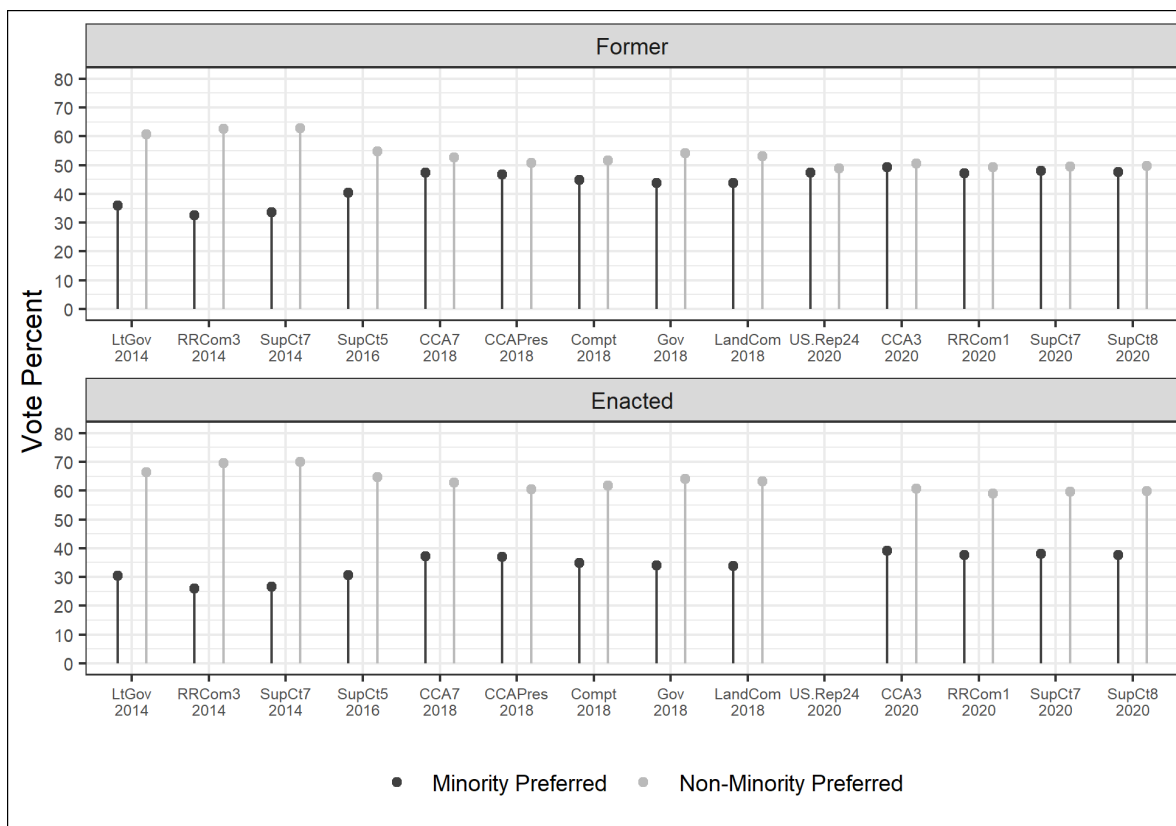 Former
80
70
60
50
40
30
20
10
0
LtGov RRCom3 SupCt7 SupCt5 CCA7 CCAPres Compt Gov LandCom US.Rep24 CCA3 RRCom1 SupCt7 SupCt8
2014 2014 2014 2016 2018 2018 2018 2018 2018 2020 2020 2020 2020 2020
Vote Percent
Enacted
80
70
60
50
40
30
20
10
0
LtGov RRCom3 SupCt7 SupCt5 CCA7 CCAPres Compt Gov LandCom US.Rep24 CCA3 RRCom1 SupCt7 SupCt8
2014 2014 2014 2016 2018 2018 2018 2018 2018 2020 2020 2020 2020 2020
Minority Preferred Non-Minority Preferred